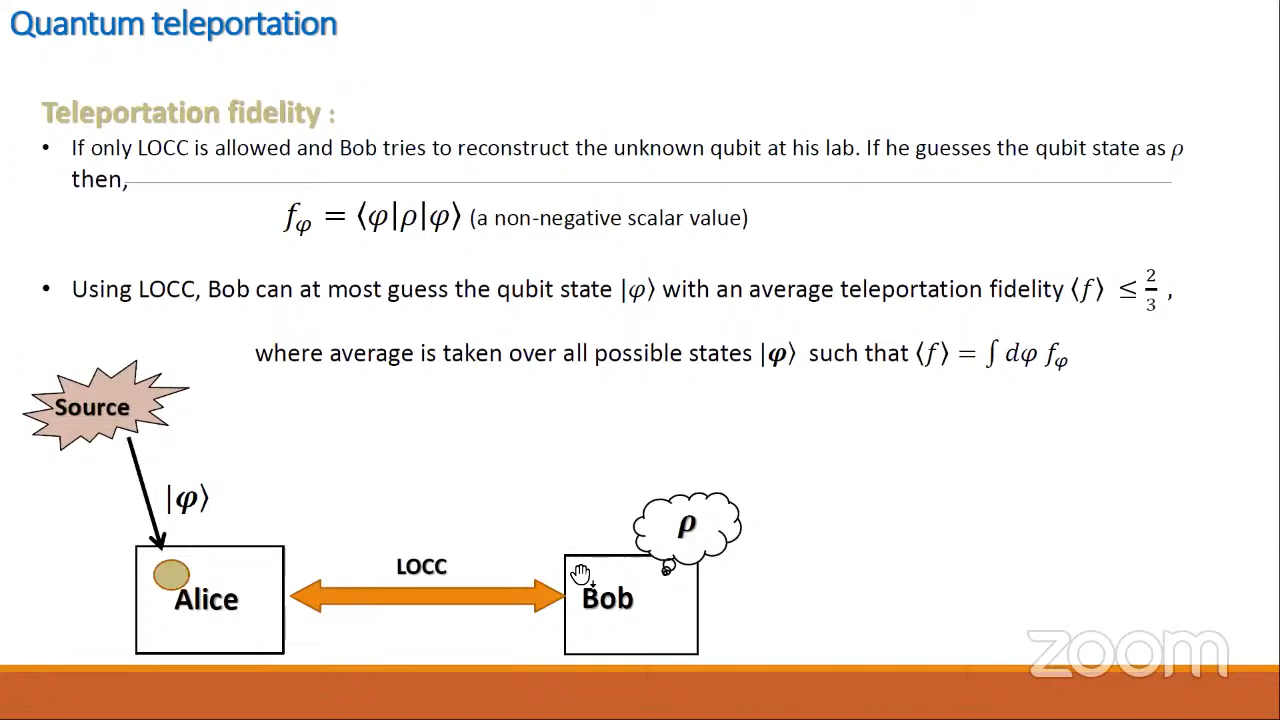 Quantum teleportation
Teleportation fidelity :
• If only LOCC is allowed and Bob tries to reconstruct the unknown qubit at his lab. If he guesses the qubit state as ρ
then,
f_φ = ⟨φ|ρ|φ⟩ (a non-negative scalar value)
• Using LOCC, Bob can at most guess the qubit state |φ⟩ with an average teleportation fidelity ⟨f⟩ ≤ 2/3 ,
where average is taken over all possible states |φ⟩ such that ⟨f⟩ = ∫ dφ f_φ
Source
|φ⟩
ρ
LOCC
Alice
Bob
zoom